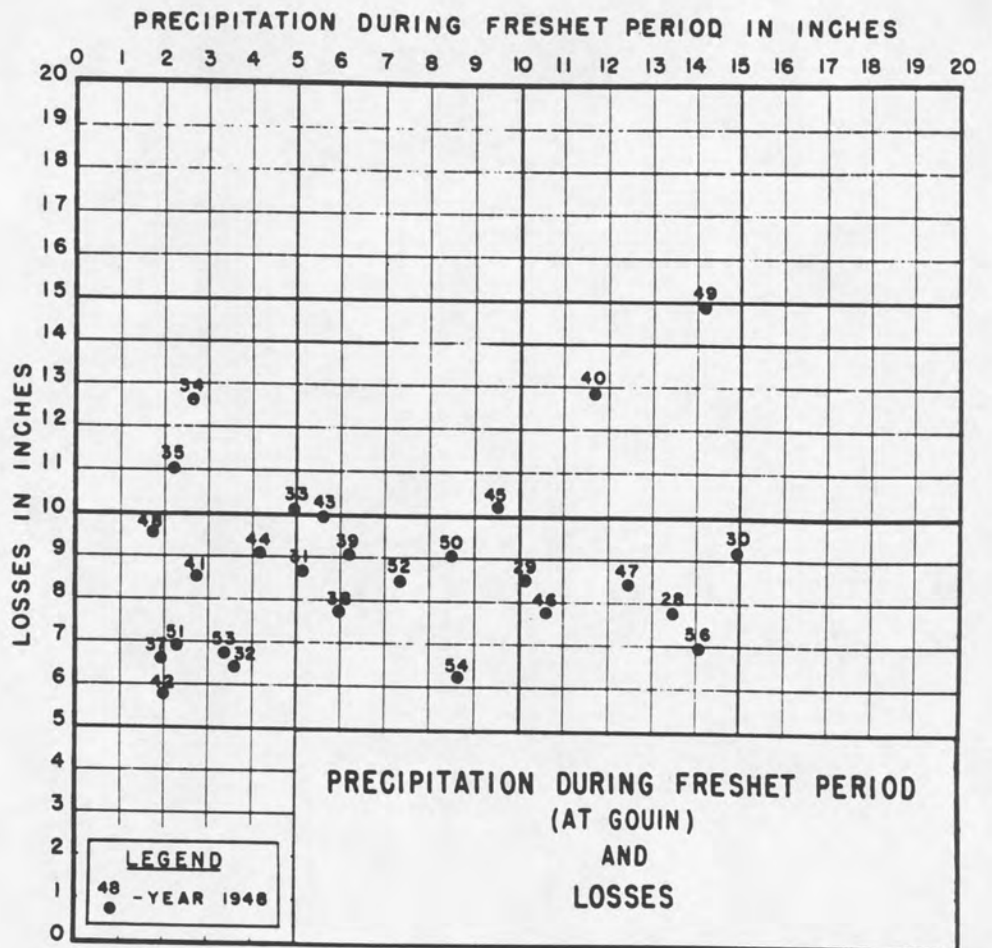 PRECIPITATION DURING FRESHET PERIOD IN INCHES
0 1 2 3 4 5 6 7 8 9 10 11 12 13 14 15 16 17 18 19 20
20
19
18
17
16
15
49
14
13
34
40
12
LOSSES IN INCHES
35
11
33 43 45
10
44 39 50 30
9
41 31 52 29 47
8
38 46 28
7
37 51 53 32 56
6
42 54
5
4
3
2
1
0
PRECIPITATION DURING FRESHET PERIOD
(AT GOUIN)
AND
LOSSES
LEGEND
48 - YEAR 1948